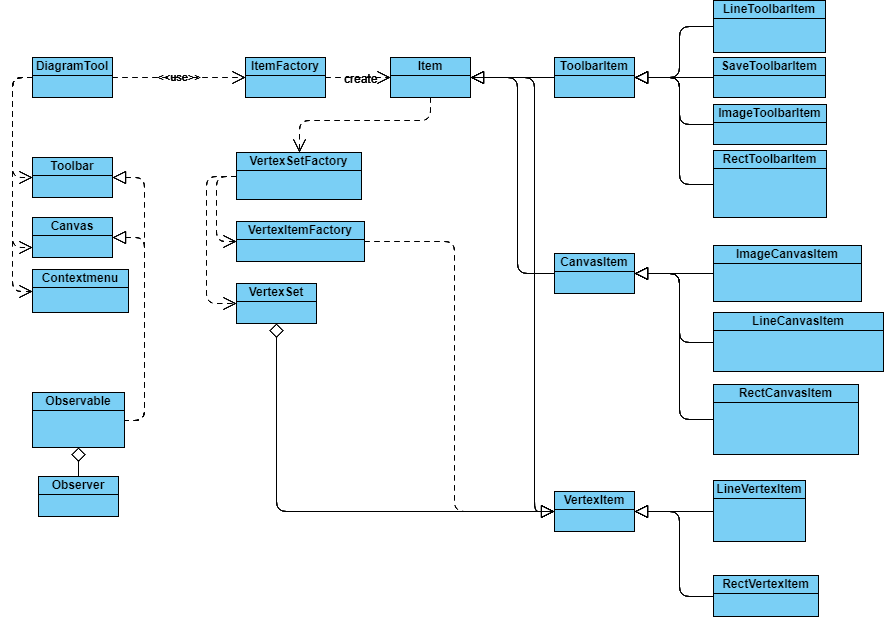 LineToolbarItem
DiagramTool
<<use>>
ItemFactory
create
Item
ToolbarItem
SaveToolbarItem
ImageToolbarItem
RectToolbarItem
Toolbar
VertexSetFactory
Canvas
VertexItemFactory
Contextmenu
VertexSet
CanvasItem
ImageCanvasItem
LineCanvasItem
RectCanvasItem
Observable
Observer
VertexItem
LineVertexItem
RectVertexItem